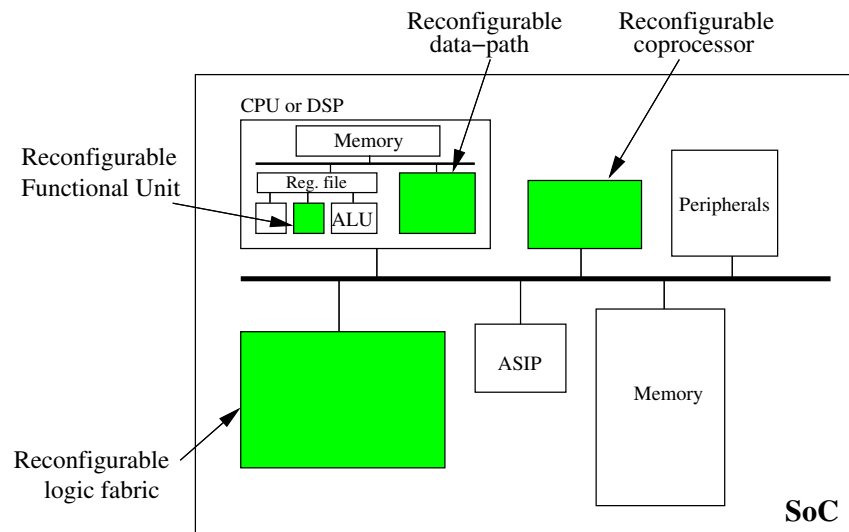 Reconfigurable
data−path
Reconfigurable
coprocessor
CPU or DSP
Memory
Reconfigurable
Functional Unit
Reg. file
ALU
Peripherals
ASIP
Memory
Reconfigurable
logic fabric
SoC